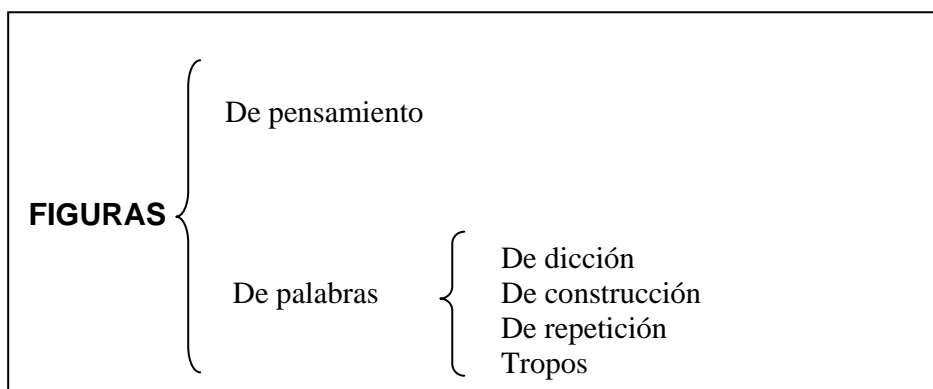 De pensamiento
FIGURAS
De palabras
De dicción
De construcción
De repetición
Tropos